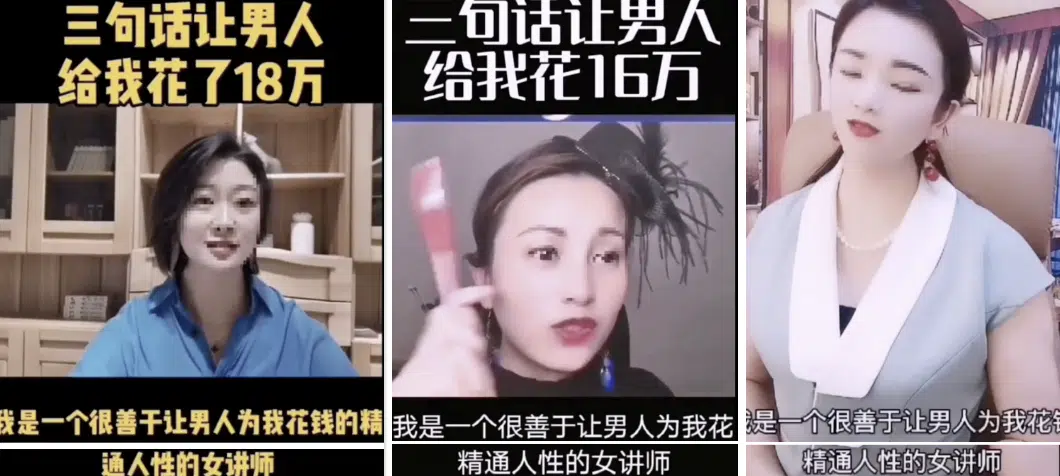 三句话让男人
给我花了18万
我是一个很善于让男人为我花钱的精
通人性的女讲师
三句话让男人
给我花16万
我是一个很善于让男人为我花
精通人性的女讲师
我是一个很善于让男人为我花钱
精通人性的女讲师